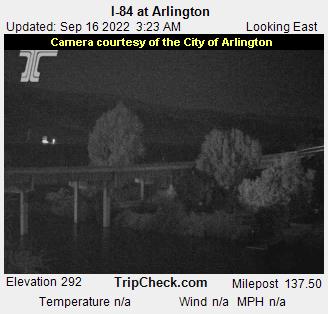 I-84 at Arlington
Updated: Sep 16 2022 3:23 AM Looking East
Camera courtesy of the City of Arlington
Elevation 292 TripCheck.com Milepost 137.50
Temperature n/a Wind n/a MPH n/a